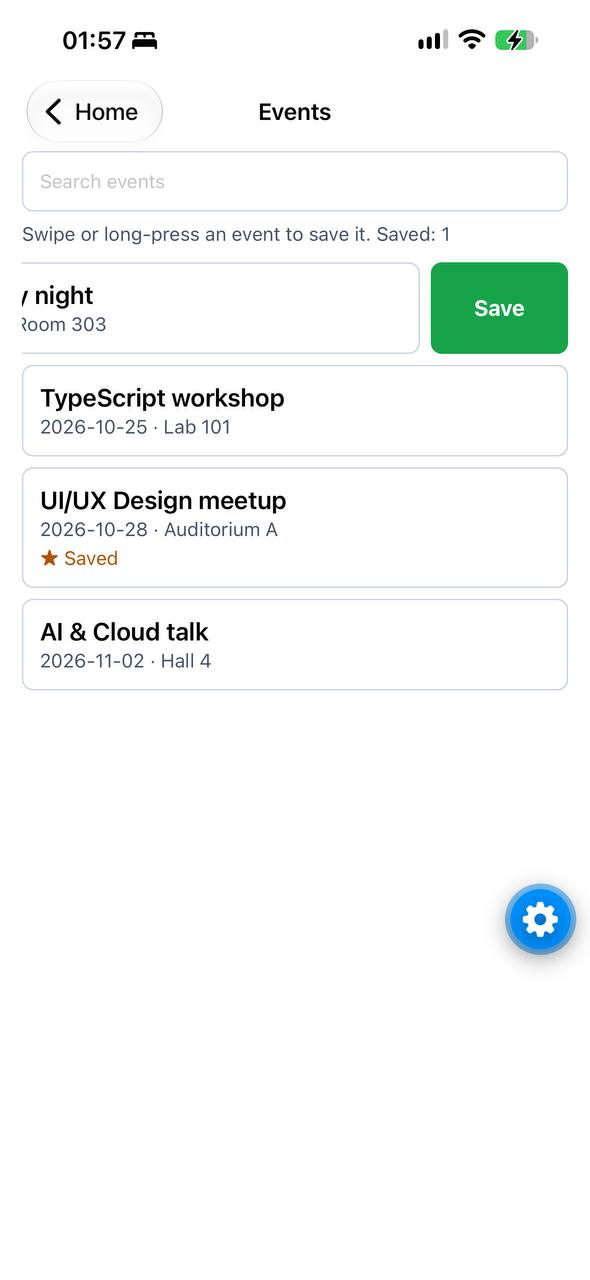 01:57
Home
Events
Search events
Swipe or long-press an event to save it. Saved: 1
night
Room 303
Save
TypeScript workshop
2026-10-25 · Lab 101
UI/UX Design meetup
2026-10-28 · Auditorium A
★ Saved
AI & Cloud talk
2026-11-02 · Hall 4